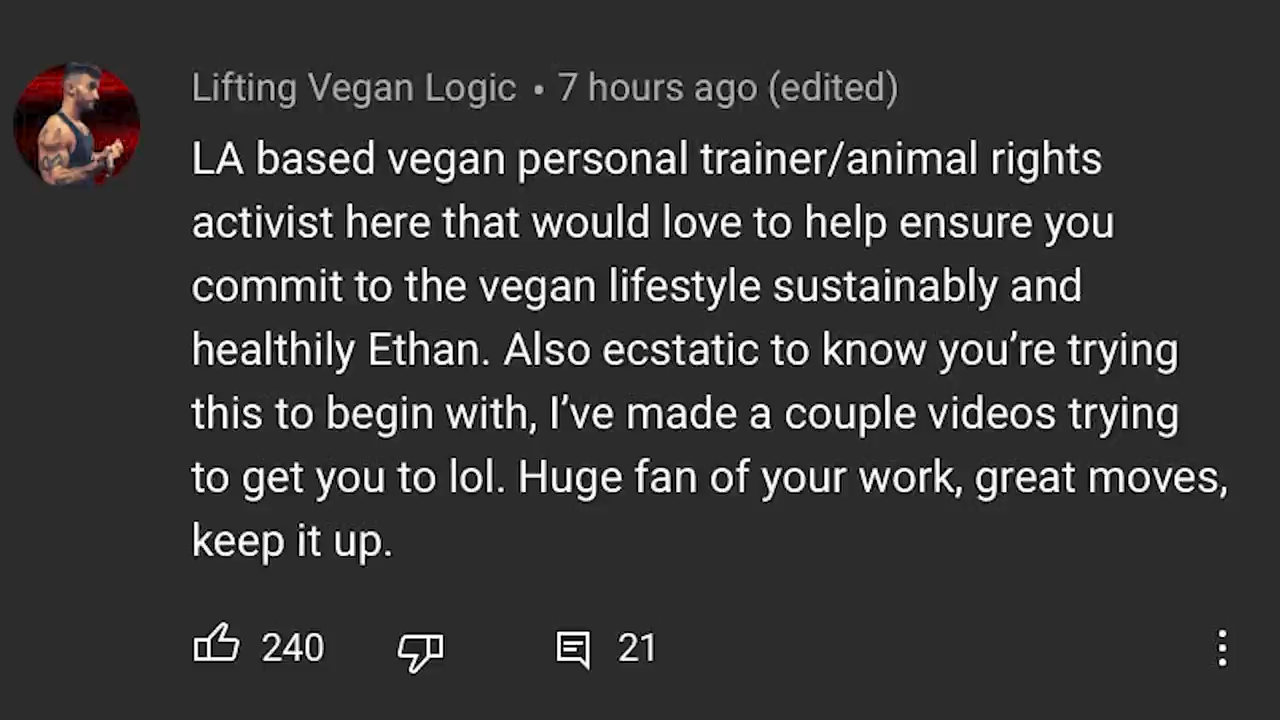 Lifting Vegan Logic • 7 hours ago (edited)
LA based vegan personal trainer/animal rights
activist here that would love to help ensure you
commit to the vegan lifestyle sustainably and
healthily Ethan. Also ecstatic to know you’re trying
this to begin with, I’ve made a couple videos trying
to get you to lol. Huge fan of your work, great moves,
keep it up.
240 21